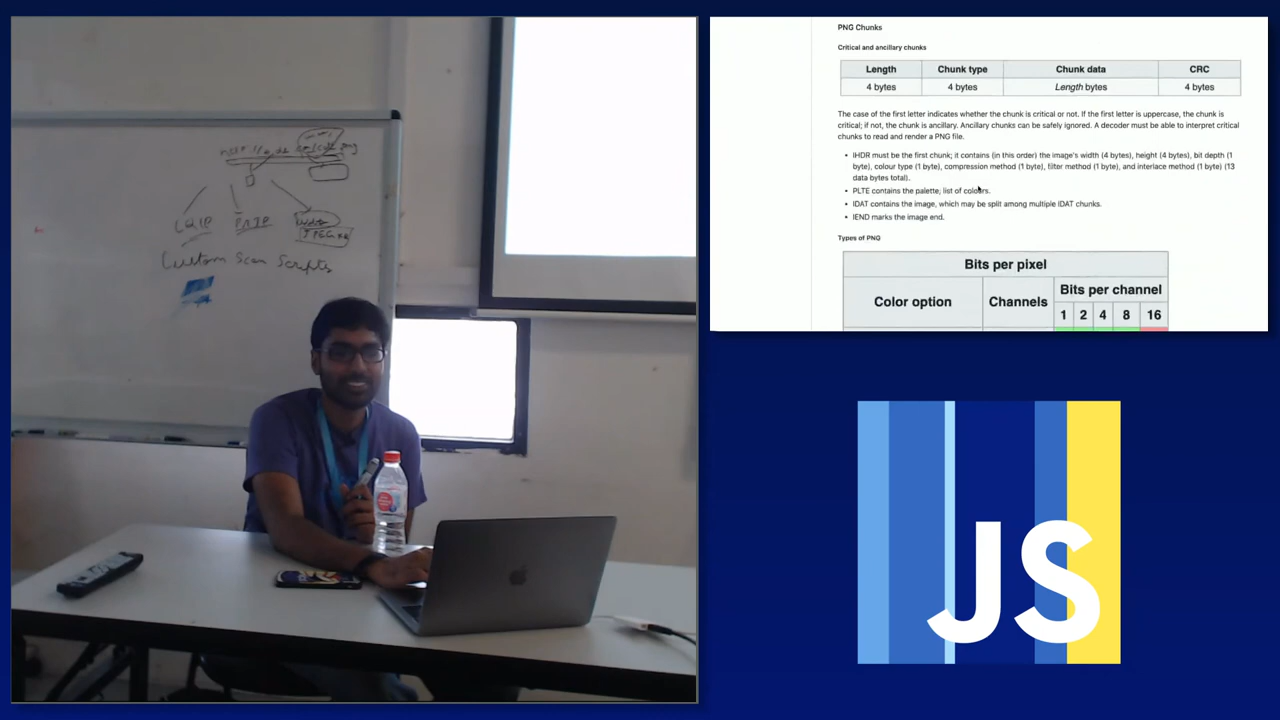 LQIP
JPEG XR
Custom Scan Scripts
PNG Chunks
Critical and ancillary chunks
Length Chunk type Chunk data CRC
4 bytes 4 bytes Length bytes 4 bytes
The case of the first letter indicates whether the chunk is critical or not. If the first letter is uppercase, the chunk is
critical; if not, the chunk is ancillary. Ancillary chunks can be safely ignored. A decoder must be able to interpret critical
chunks to read and render a PNG file.
• IHDR must be the first chunk; it contains (in this order) the image's width (4 bytes), height (4 bytes), bit depth (1
byte), colour type (1 byte), compression method (1 byte), filter method (1 byte), and interlace method (1 byte) (13
data bytes total).
• PLTE contains the palette; list of colours.
• IDAT contains the image, which may be split among multiple IDAT chunks.
• IEND marks the image end.
Types of PNG
Bits per pixel
Color option Channels Bits per channel
1 2 4 8 16
JS